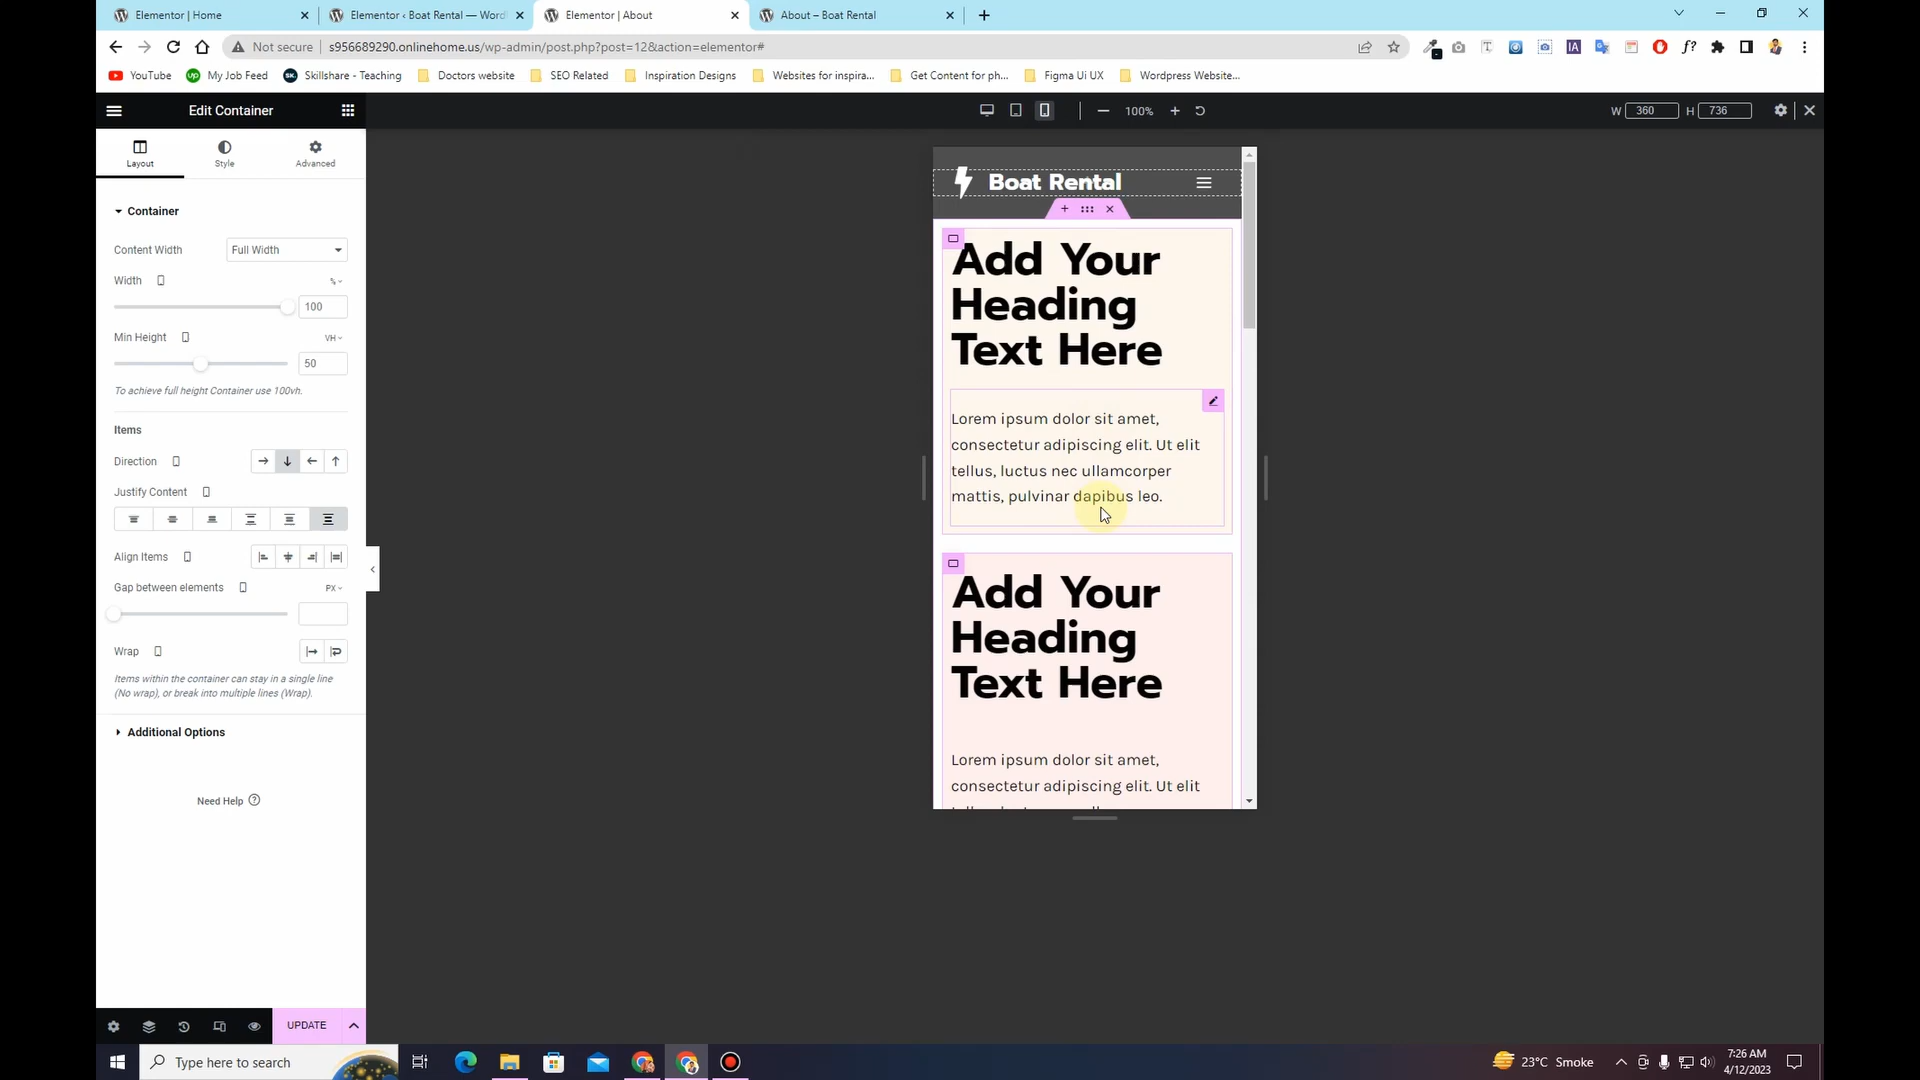 Elementor | Home
Elementor ‹ Boat Rental — Word
Elementor | About
About – Boat Rental
Not secure
s956689290.onlinehome.us/wp-admin/post.php?post=12&action=elementor#
YouTube
My Job Feed
Skillshare - Teaching
Doctors website
SEO Related
Inspiration Designs
Websites for inspira...
Get Content for ph...
Figma Ui UX
Wordpress Website...
Edit Container
100%
W 360
H 736
Layout
Style
Advanced
Container
Content Width
Full Width
Width
%
100
Min Height
VH
50
To achieve full height Container use 100vh.
Items
Direction
Justify Content
Align Items
Gap between elements
PX
Wrap
Items within the container can stay in a single line
(No wrap), or break into multiple lines (Wrap).
Additional Options
Need Help
UPDATE
Boat Rental
Add Your
Heading
Text Here
Lorem ipsum dolor sit amet,
consectetur adipiscing elit. Ut elit
tellus, luctus nec ullamcorper
mattis, pulvinar dapibus leo.
Add Your
Heading
Text Here
Lorem ipsum dolor sit amet,
consectetur adipiscing elit. Ut elit
Type here to search
23°C Smoke
7:26 AM
4/12/2023